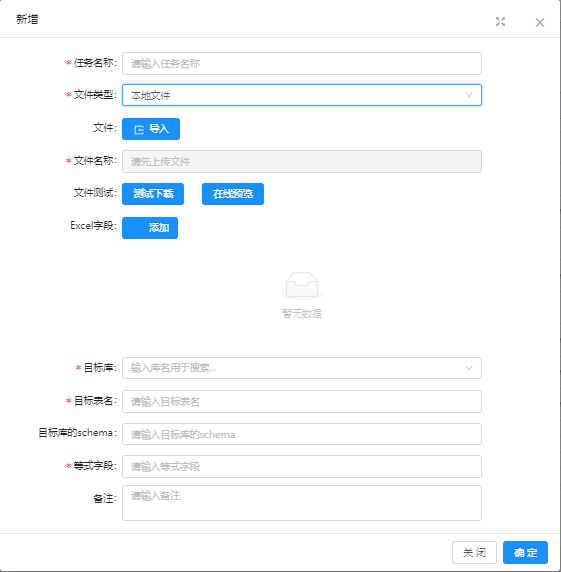 新增
* 任务名称: 请输入任务名称
* 文件类型: 本地文件
文件: 导入
* 文件名称: 请先上传文件
文件测试: 测试下载 在线预览
Excel字段: 添加
暂无数据
* 目标库: 输入库名用于搜索...
* 目标表名: 请输入目标表名
目标库的schema: 请输入目标库的schema
* 等式字段: 请输入等式字段
备注: 请输入备注
关 闭 确 定